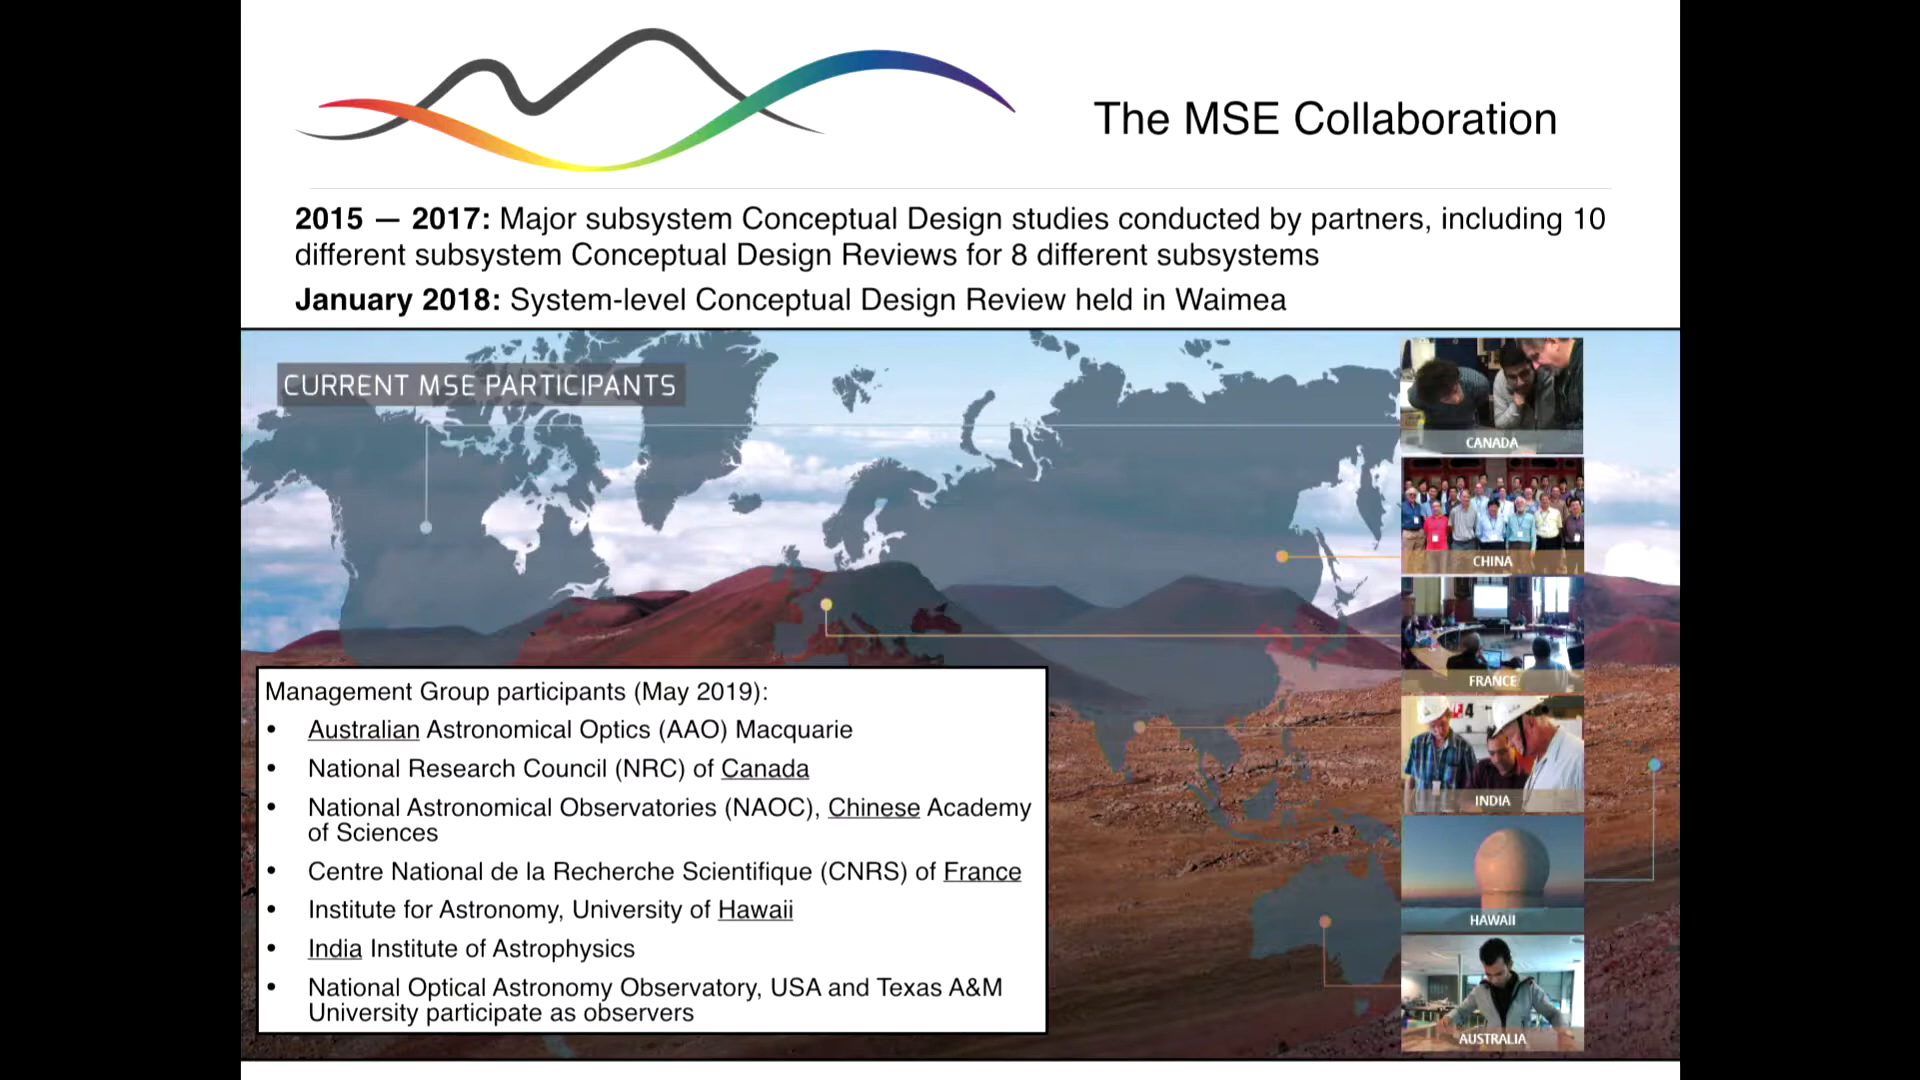 The MSE Collaboration
2015 — 2017: Major subsystem Conceptual Design studies conducted by partners, including 10
different subsystem Conceptual Design Reviews for 8 different subsystems
January 2018: System-level Conceptual Design Review held in Waimea
CURRENT MSE PARTICIPANTS
CANADA
CHINA
FRANCE
INDIA
HAWAII
AUSTRALIA
Management Group participants (May 2019):
• Australian Astronomical Optics (AAO) Macquarie
• National Research Council (NRC) of Canada
• National Astronomical Observatories (NAOC), Chinese Academy
of Sciences
• Centre National de la Recherche Scientifique (CNRS) of France
• Institute for Astronomy, University of Hawaii
• India Institute of Astrophysics
• National Optical Astronomy Observatory, USA and Texas A&M
University participate as observers